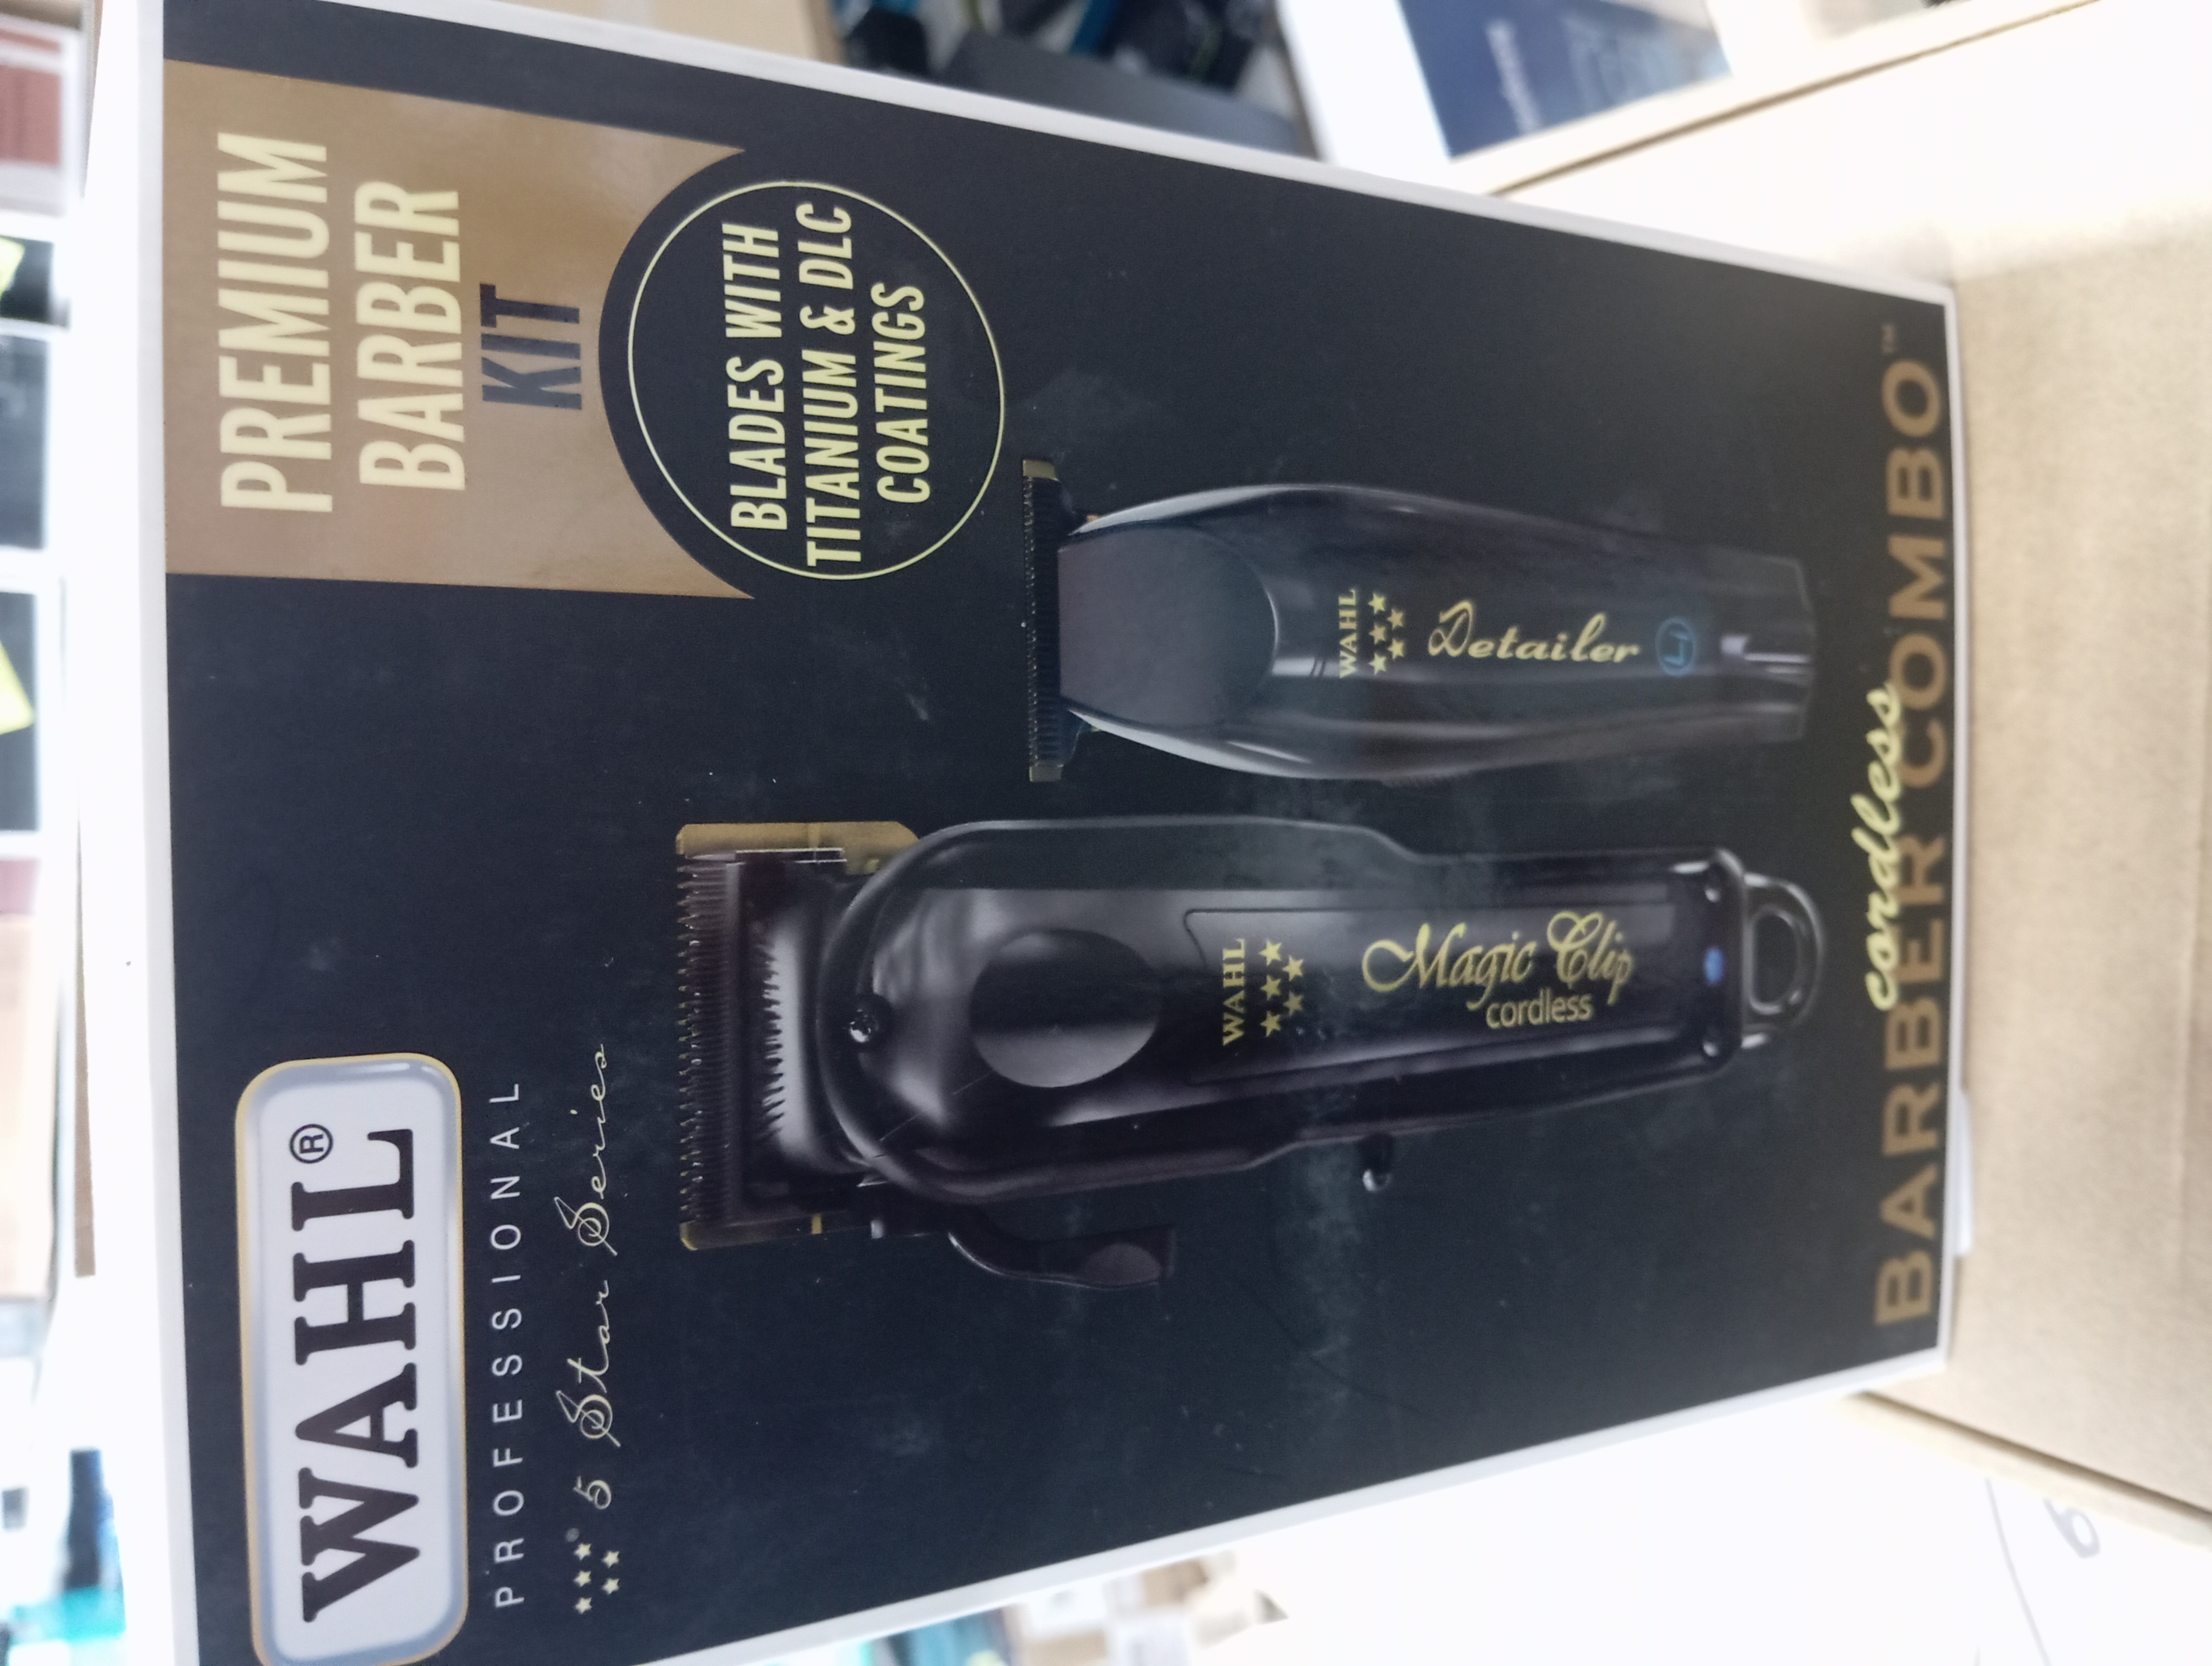 WAHL®
PROFESSIONAL
5 Star Series
PREMIUM
BARBER
KIT
BLADES WITH
TITANIUM & DLC
COATINGS
WAHL
Magic Clip
cordless
WAHL
Detailer
Li
cordless
BARBER COMBO™